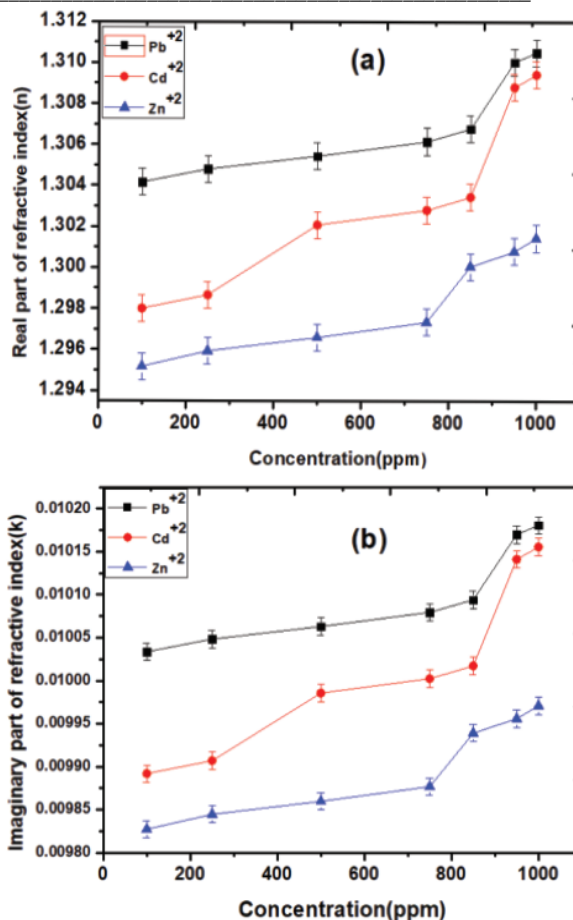 1.312
1.310
1.308
1.306
1.304
1.302
1.300
1.298
1.296
1.294
Real part of refractive index(n)
Pb+2
Cd+2
Zn+2
(a)
0 200 400 600 800 1000
Concentration(ppm)
0.01020
0.01015
0.01010
0.01005
0.01000
0.00995
0.00990
0.00985
0.00980
Imaginary part of refractive index(k)
Pb+2
Cd+2
Zn+2
(b)
0 200 400 600 800 1000
Concentration(ppm)